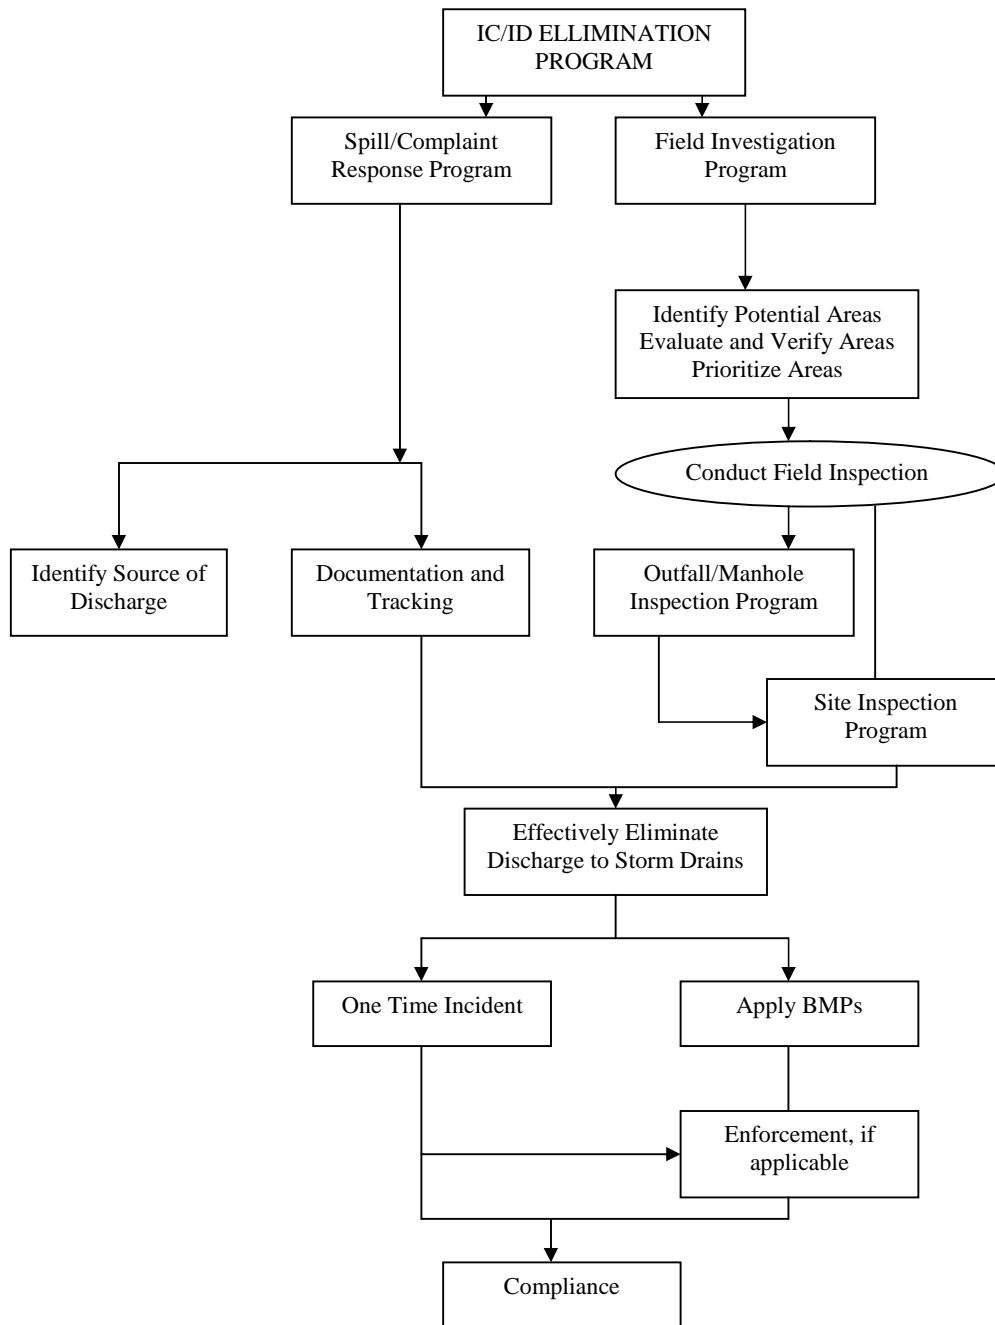 IC/ID ELLIMINATION
PROGRAM
Spill/Complaint
Response Program
Field Investigation
Program
Identify Potential Areas
Evaluate and Verify Areas
Prioritize Areas
Conduct Field Inspection
Identify Source of
Discharge
Documentation and
Tracking
Outfall/Manhole
Inspection Program
Site Inspection
Program
Effectively Eliminate
Discharge to Storm Drains
One Time Incident
Apply BMPs
Enforcement, if
applicable
Compliance